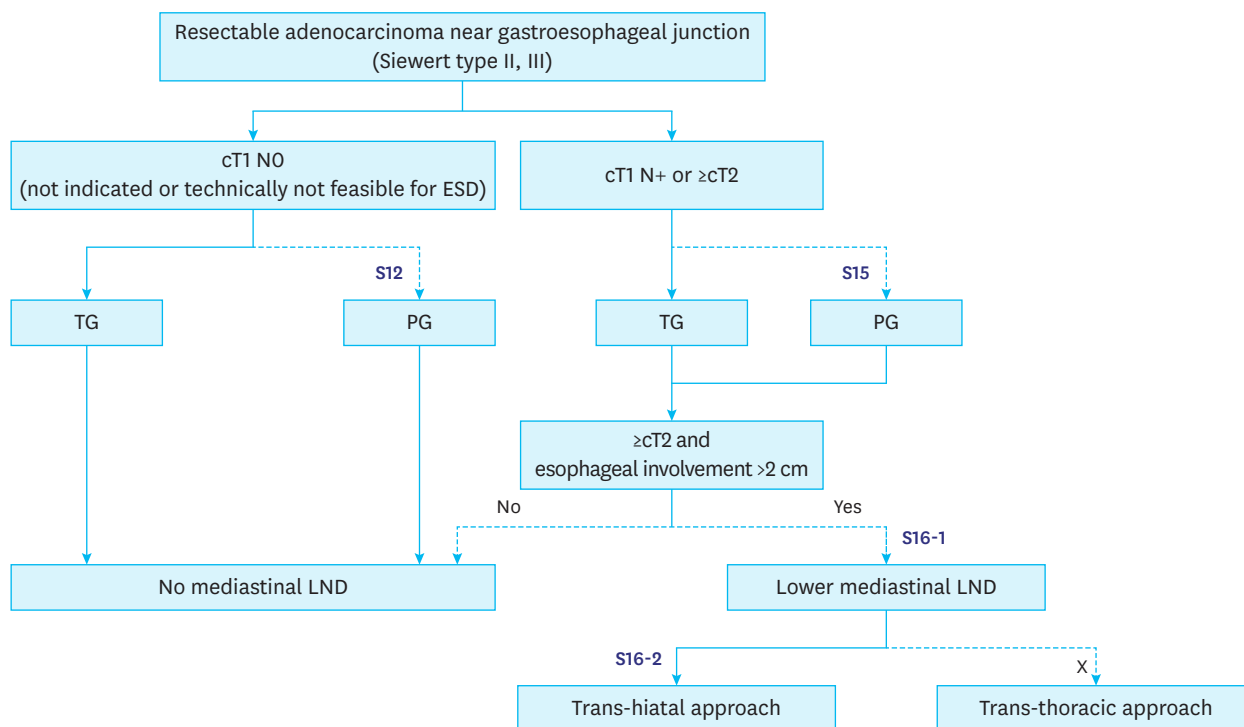 Resectable adenocarcinoma near gastroesophageal junction
(Siewert type II, III)
cT1 N0
(not indicated or technically not feasible for ESD)
cT1 N+ or ≥cT2
S12
S15
TG
PG
TG
PG
≥cT2 and
esophageal involvement >2 cm
No
Yes
S16-1
No mediastinal LND
Lower mediastinal LND
S16-2
X
Trans-hiatal approach
Trans-thoracic approach